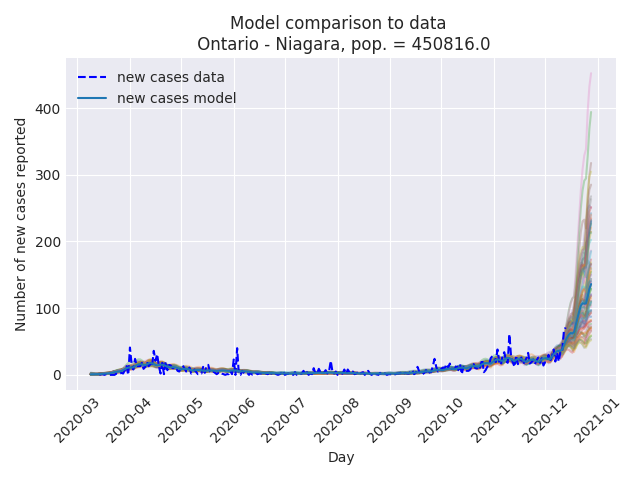 Model comparison to data
Ontario - Niagara, pop. = 450816.0
new cases data
new cases model
Number of new cases reported
400
300
200
100
0
2020-03
2020-04
2020-05
2020-06
2020-07
2020-08
2020-09
2020-10
2020-11
2020-12
2021-01
Day